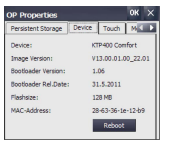 OP Properties OK ×
Persistent Storage Device Touch M
Device: KTP400 Comfort
Image Version: V13.00.01.00_22.01
Bootloader Version: 1.06
Bootloader Rel.Date: 31.5.2011
Flashsize: 128 MB
MAC-Address: 28-63-36-1e-12-b9
Reboot